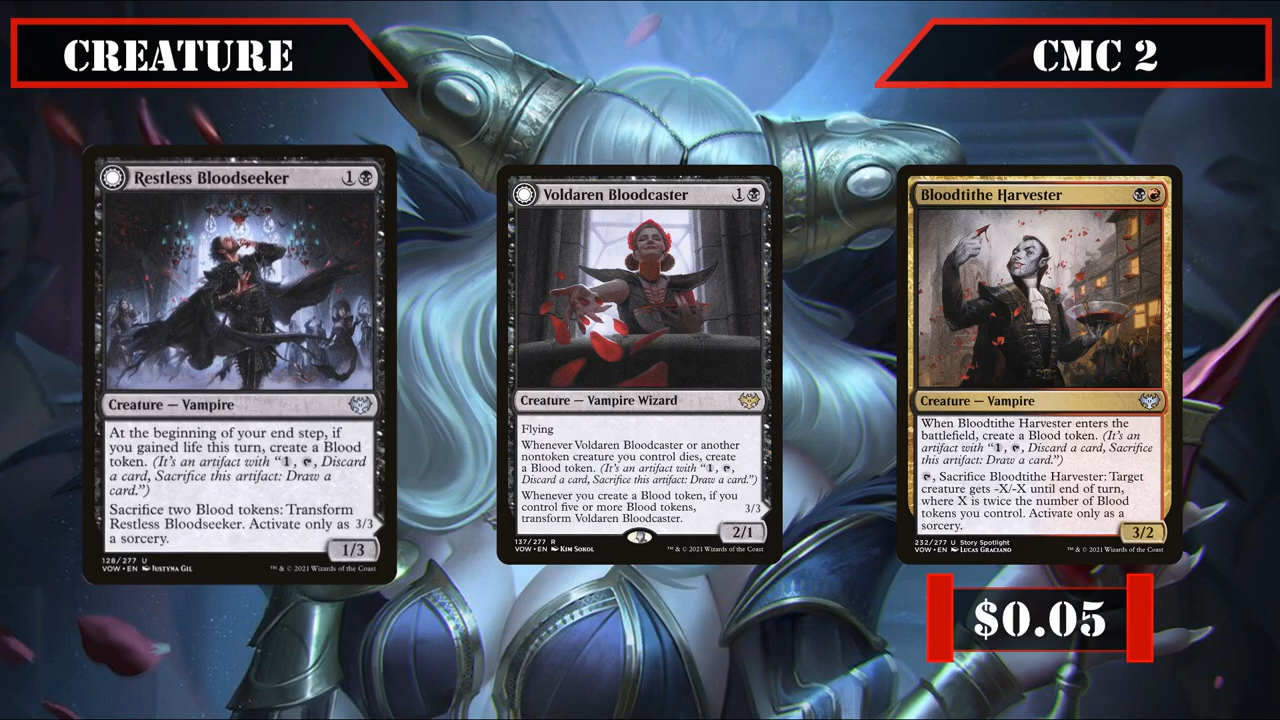 CREATURE
CMC 2
Restless Bloodseeker 1
Creature — Vampire
At the beginning of your end step, if
you gained life this turn, create a Blood
token. (It's an artifact with "1, , Discard
a card, Sacrifice this artifact: Draw a
card.")
Sacrifice two Blood tokens: Transform
Restless Bloodseeker. Activate only as
a sorcery.
3/3
1/3
128/277 U
VOW • EN JUSTYNA GIL
™ & © 2021 Wizards of the Coast
Voldaren Bloodcaster 1
Creature — Vampire Wizard
Flying
Whenever Voldaren Bloodcaster or another
nontoken creature you control dies, create
a Blood token. (It's an artifact with "1, ,
Discard a card, Sacrifice this artifact: Draw a card.")
Whenever you create a Blood token, if you
control five or more Blood tokens,
transform Voldaren Bloodcaster.
3/3
2/1
137/277 R
VOW • EN KIM SOKOL
™ & © 2021 Wizards of the Coast
Bloodtithe Harvester
Creature — Vampire
When Bloodtithe Harvester enters the
battlefield, create a Blood token. (It's an
artifact with "1, , Discard a card, Sacrifice
this artifact: Draw a card.")
, Sacrifice Bloodtithe Harvester: Target
creature gets -X/-X until end of turn,
where X is twice the number of Blood
tokens you control. Activate only as a
sorcery.
3/2
232/277 U Story Spotlight
VOW • EN LUCAS GRACIANO
™ & © 2021 Wizards of the Coast
$0.05